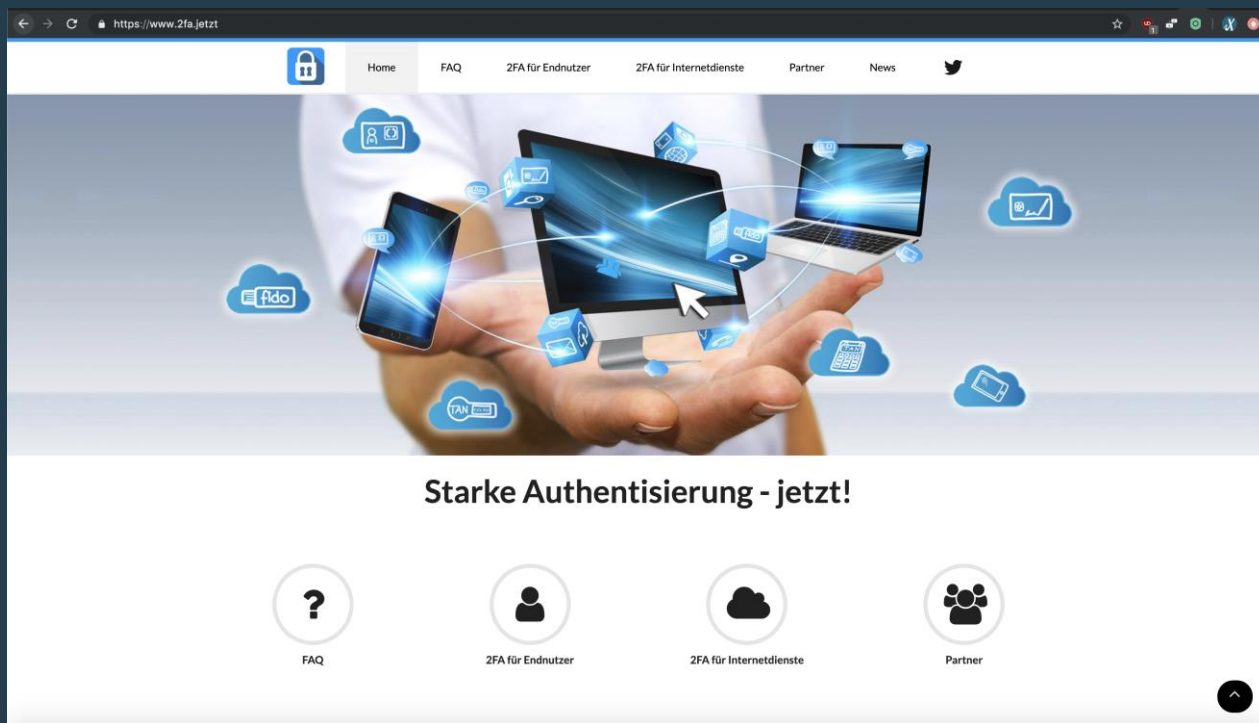 https://www.2fa.jetzt
Home FAQ 2FA für Endnutzer 2FA für Internetdienste Partner News
fido
TAN
TAN
Starke Authentisierung - jetzt!
FAQ 2FA für Endnutzer 2FA für Internetdienste Partner